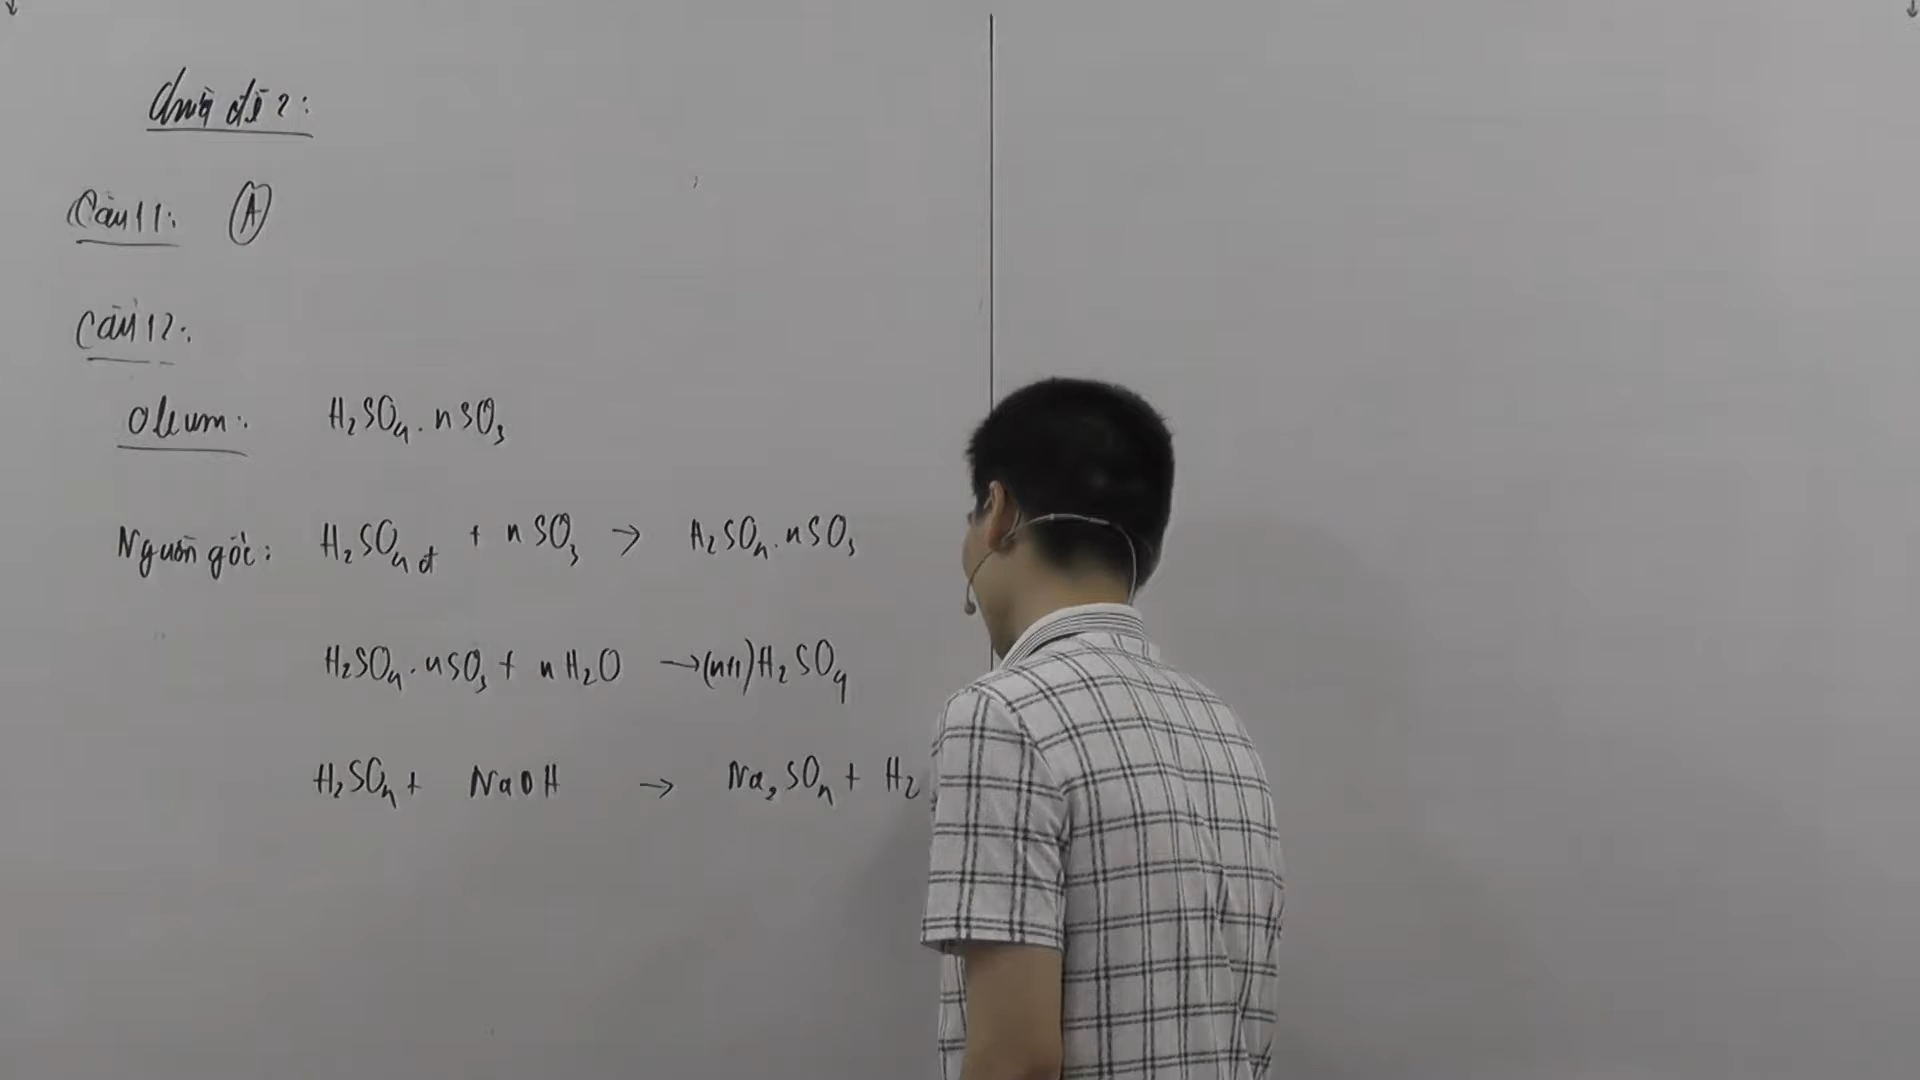 Chữa đề 2:
Câu 11: A
Câu 12:
Oleum: H₂SO₄.nSO₃
Nguồn gốc: H₂SO₄ đ + nSO₃ → H₂SO₄.nSO₃
H₂SO₄.nSO₃ + nH₂O → (n+1)H₂SO₄
H₂SO₄ + NaOH → Na₂SO₄ + H₂